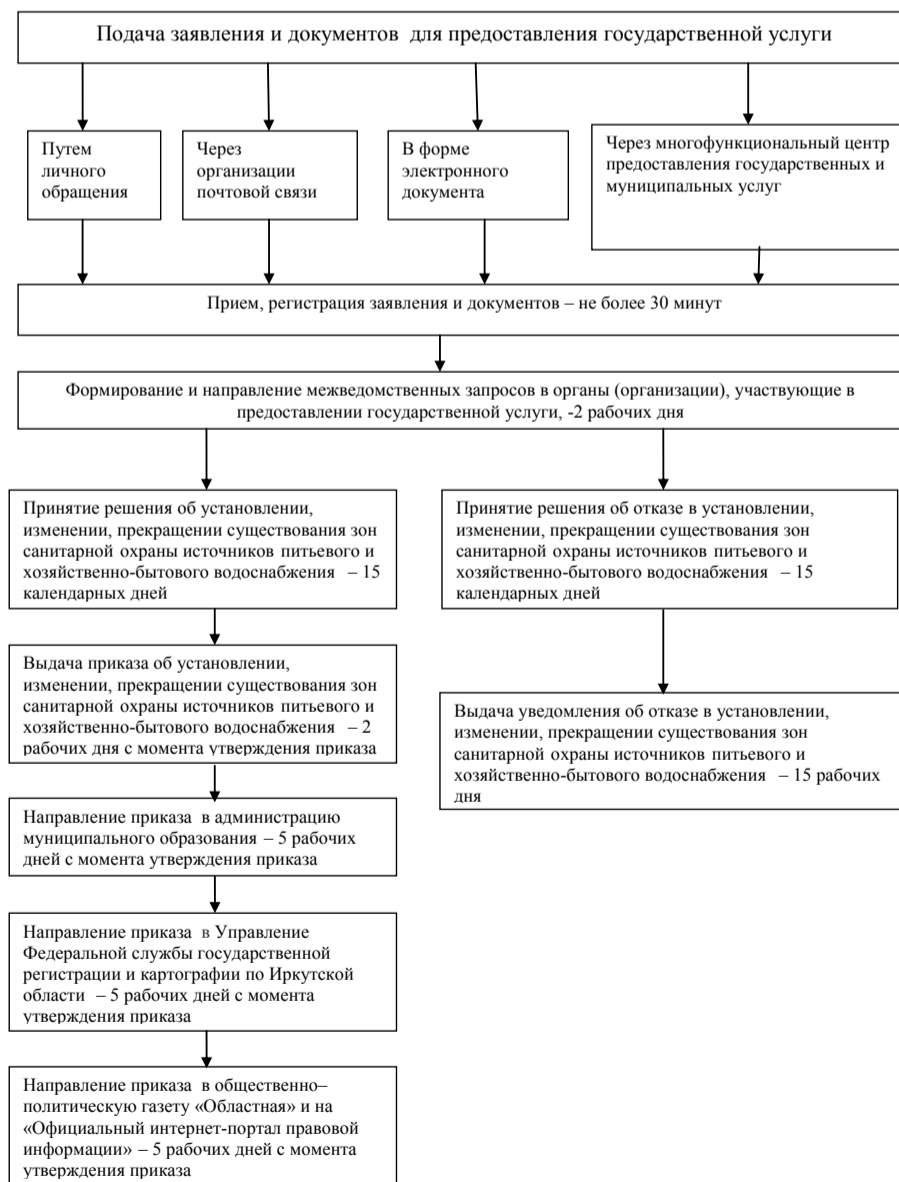 Подача заявления и документов для предоставления государственной услуги
Путем
личного
обращения
Через
организации
почтовой связи
В форме
электронного
документа
Через многофункциональный центр
предоставления государственных и
муниципальных услуг
Прием, регистрация заявления и документов – не более 30 минут
Формирование и направление межведомственных запросов в органы (организации), участвующие в
предоставлении государственной услуги, -2 рабочих дня
Принятие решения об установлении,
изменении, прекращении существования зон
санитарной охраны источников питьевого и
хозяйственно-бытового водоснабжения – 15
календарных дней
Принятие решения об отказе в установлении,
изменении, прекращении существования зон
санитарной охраны источников питьевого и
хозяйственно-бытового водоснабжения – 15
календарных дней
Выдача приказа об установлении,
изменении, прекращении существования зон
санитарной охраны источников питьевого и
хозяйственно-бытового водоснабжения – 2
рабочих дня с момента утверждения приказа
Выдача уведомления об отказе в установлении,
изменении, прекращении существования зон
санитарной охраны источников питьевого и
хозяйственно-бытового водоснабжения – 15 рабочих
дня
Направление приказа в администрацию
муниципального образования – 5 рабочих
дней с момента утверждения приказа
Направление приказа в Управление
Федеральной службы государственной
регистрации и картографии по Иркутской
области – 5 рабочих дней с момента
утверждения приказа
Направление приказа в общественно–
политическую газету «Областная» и на
«Официальный интернет-портал правовой
информации» – 5 рабочих дней с момента
утверждения приказа